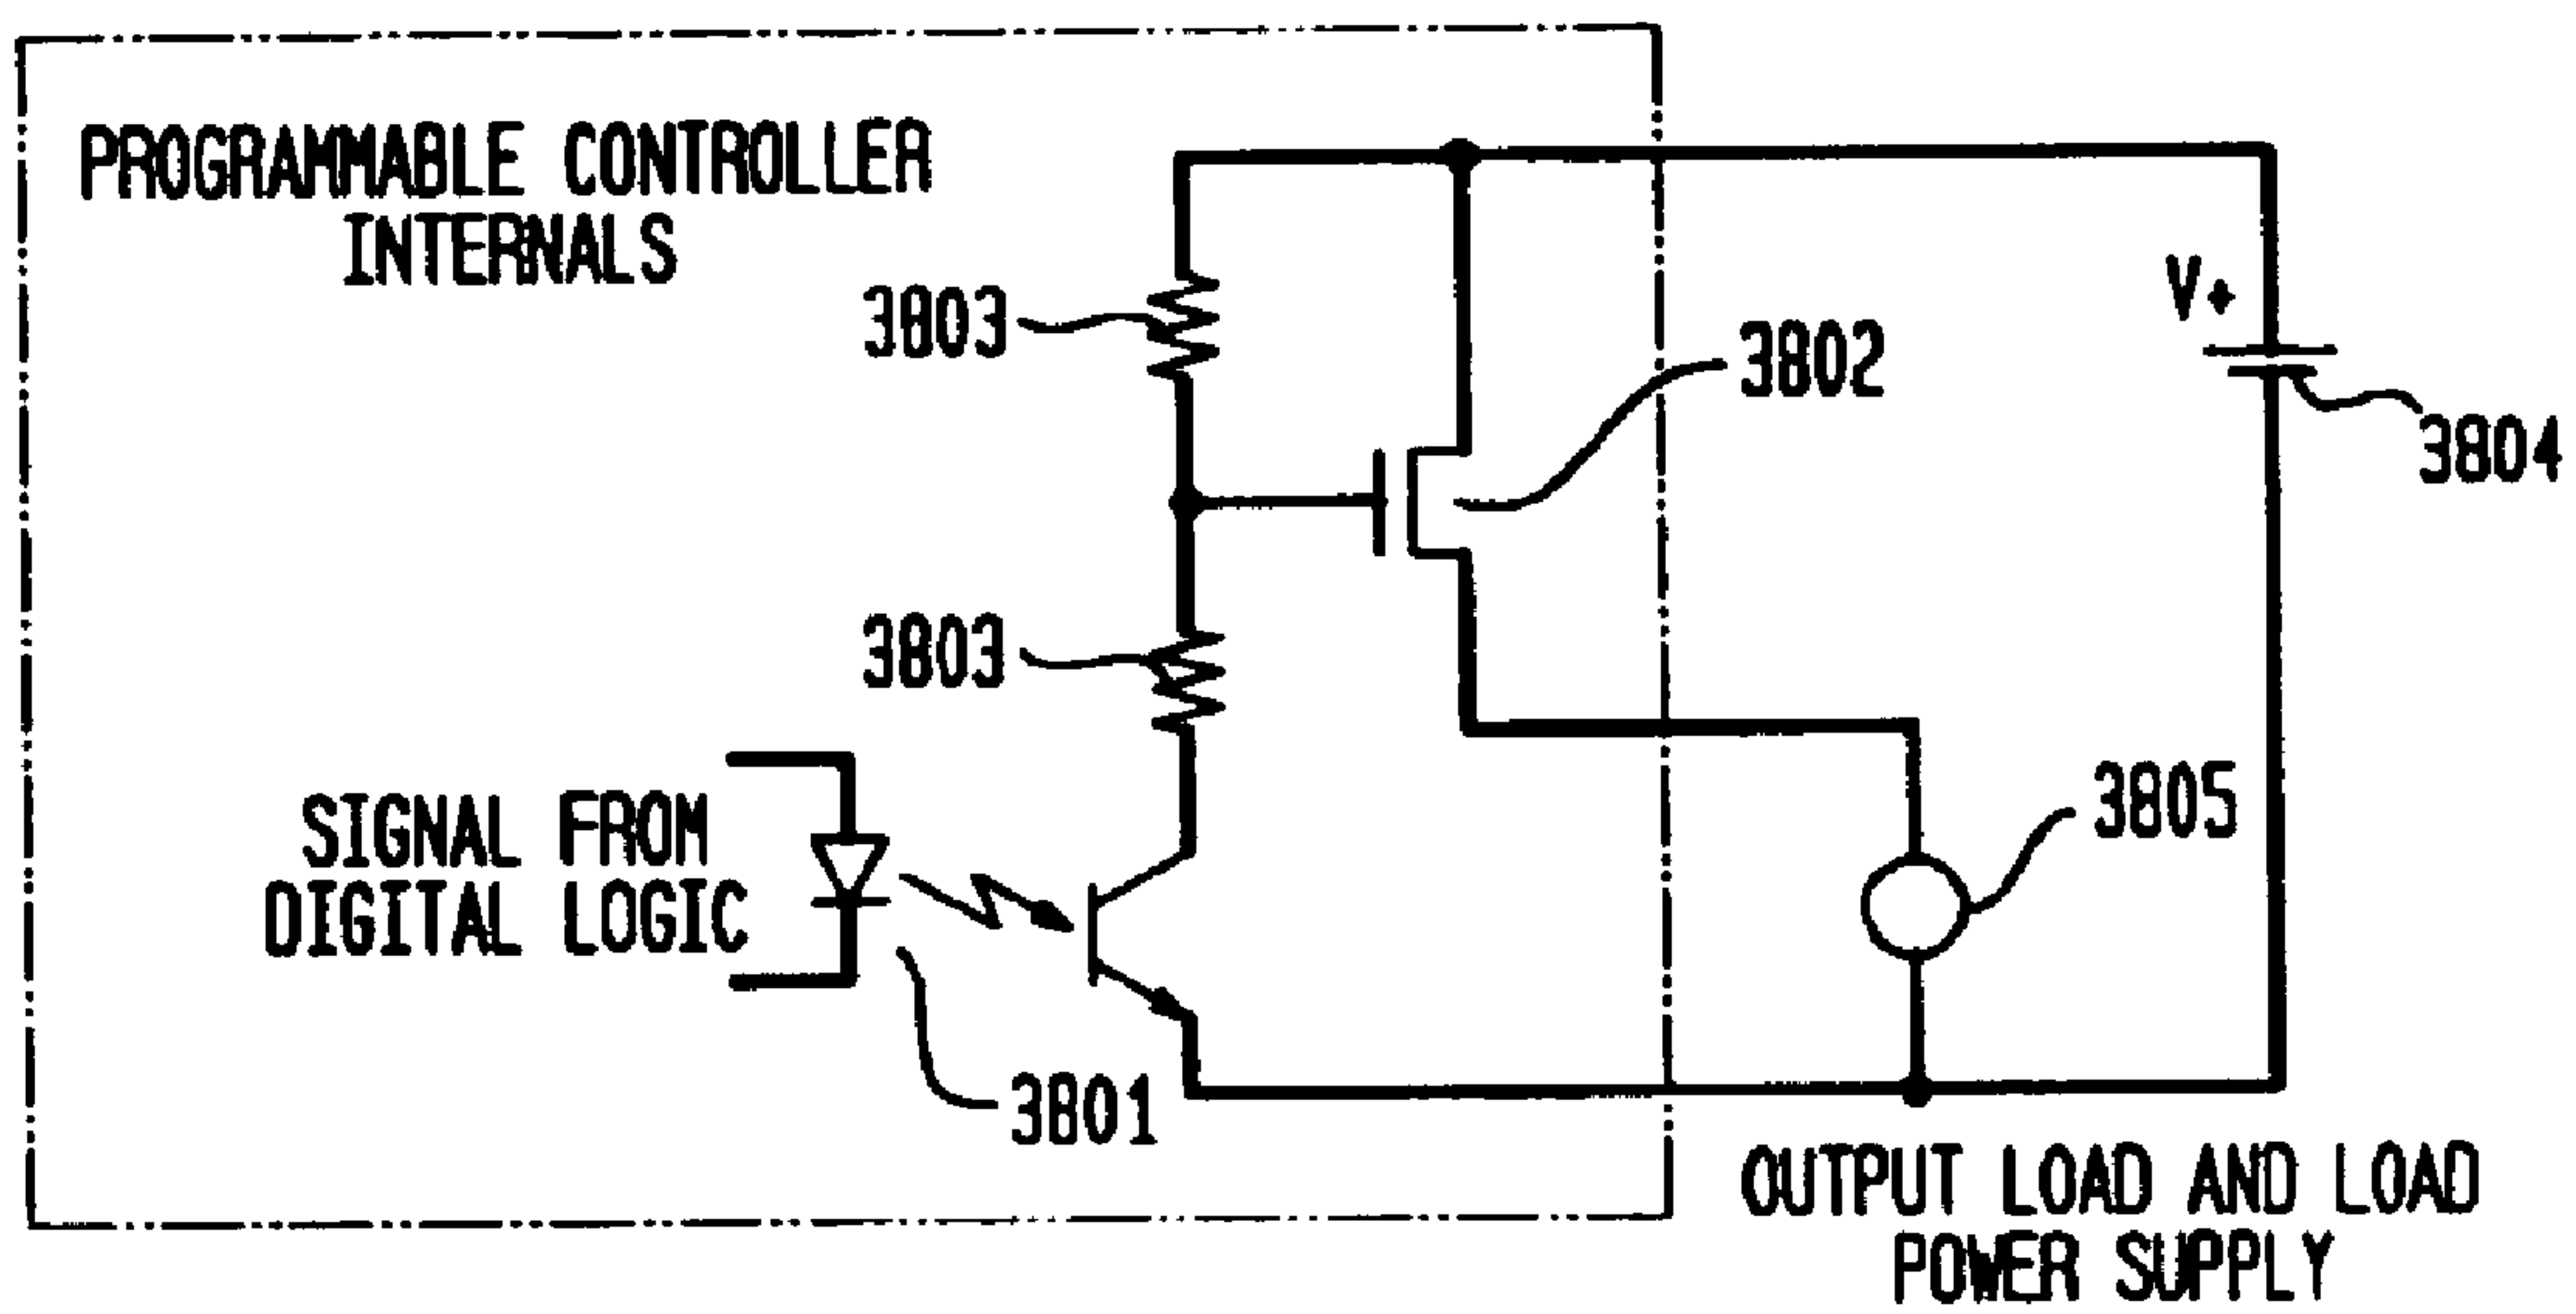 PROGRAMMABLE CONTROLLER
INTERNALS
3803
3802
V+
3804
3803
SIGNAL FROM
DIGITAL LOGIC
3805
3801
OUTPUT LOAD AND LOAD
POWER SUPPLY